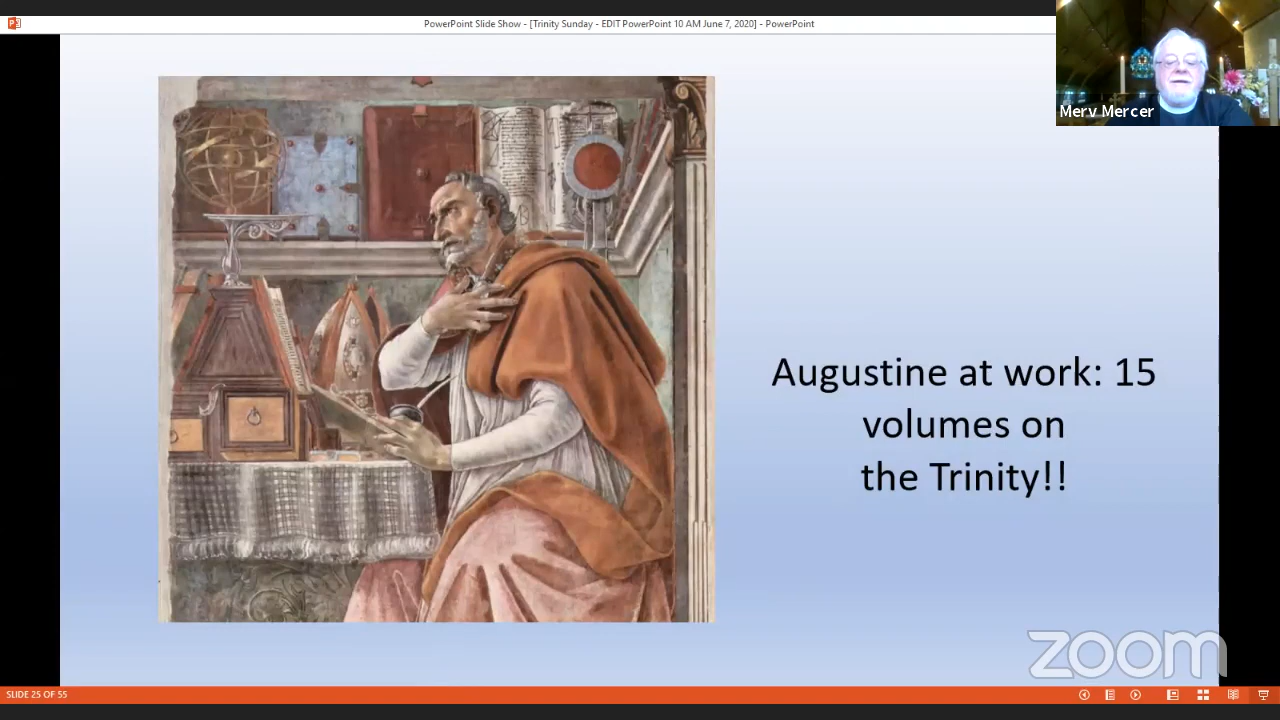 PowerPoint Slide Show - [Trinity Sunday - EDIT PowerPoint 10 AM June 7, 2020] - PowerPoint
Merv Mercer
Augustine at work: 15
volumes on
the Trinity!!
zoom
SLIDE 25 OF 55